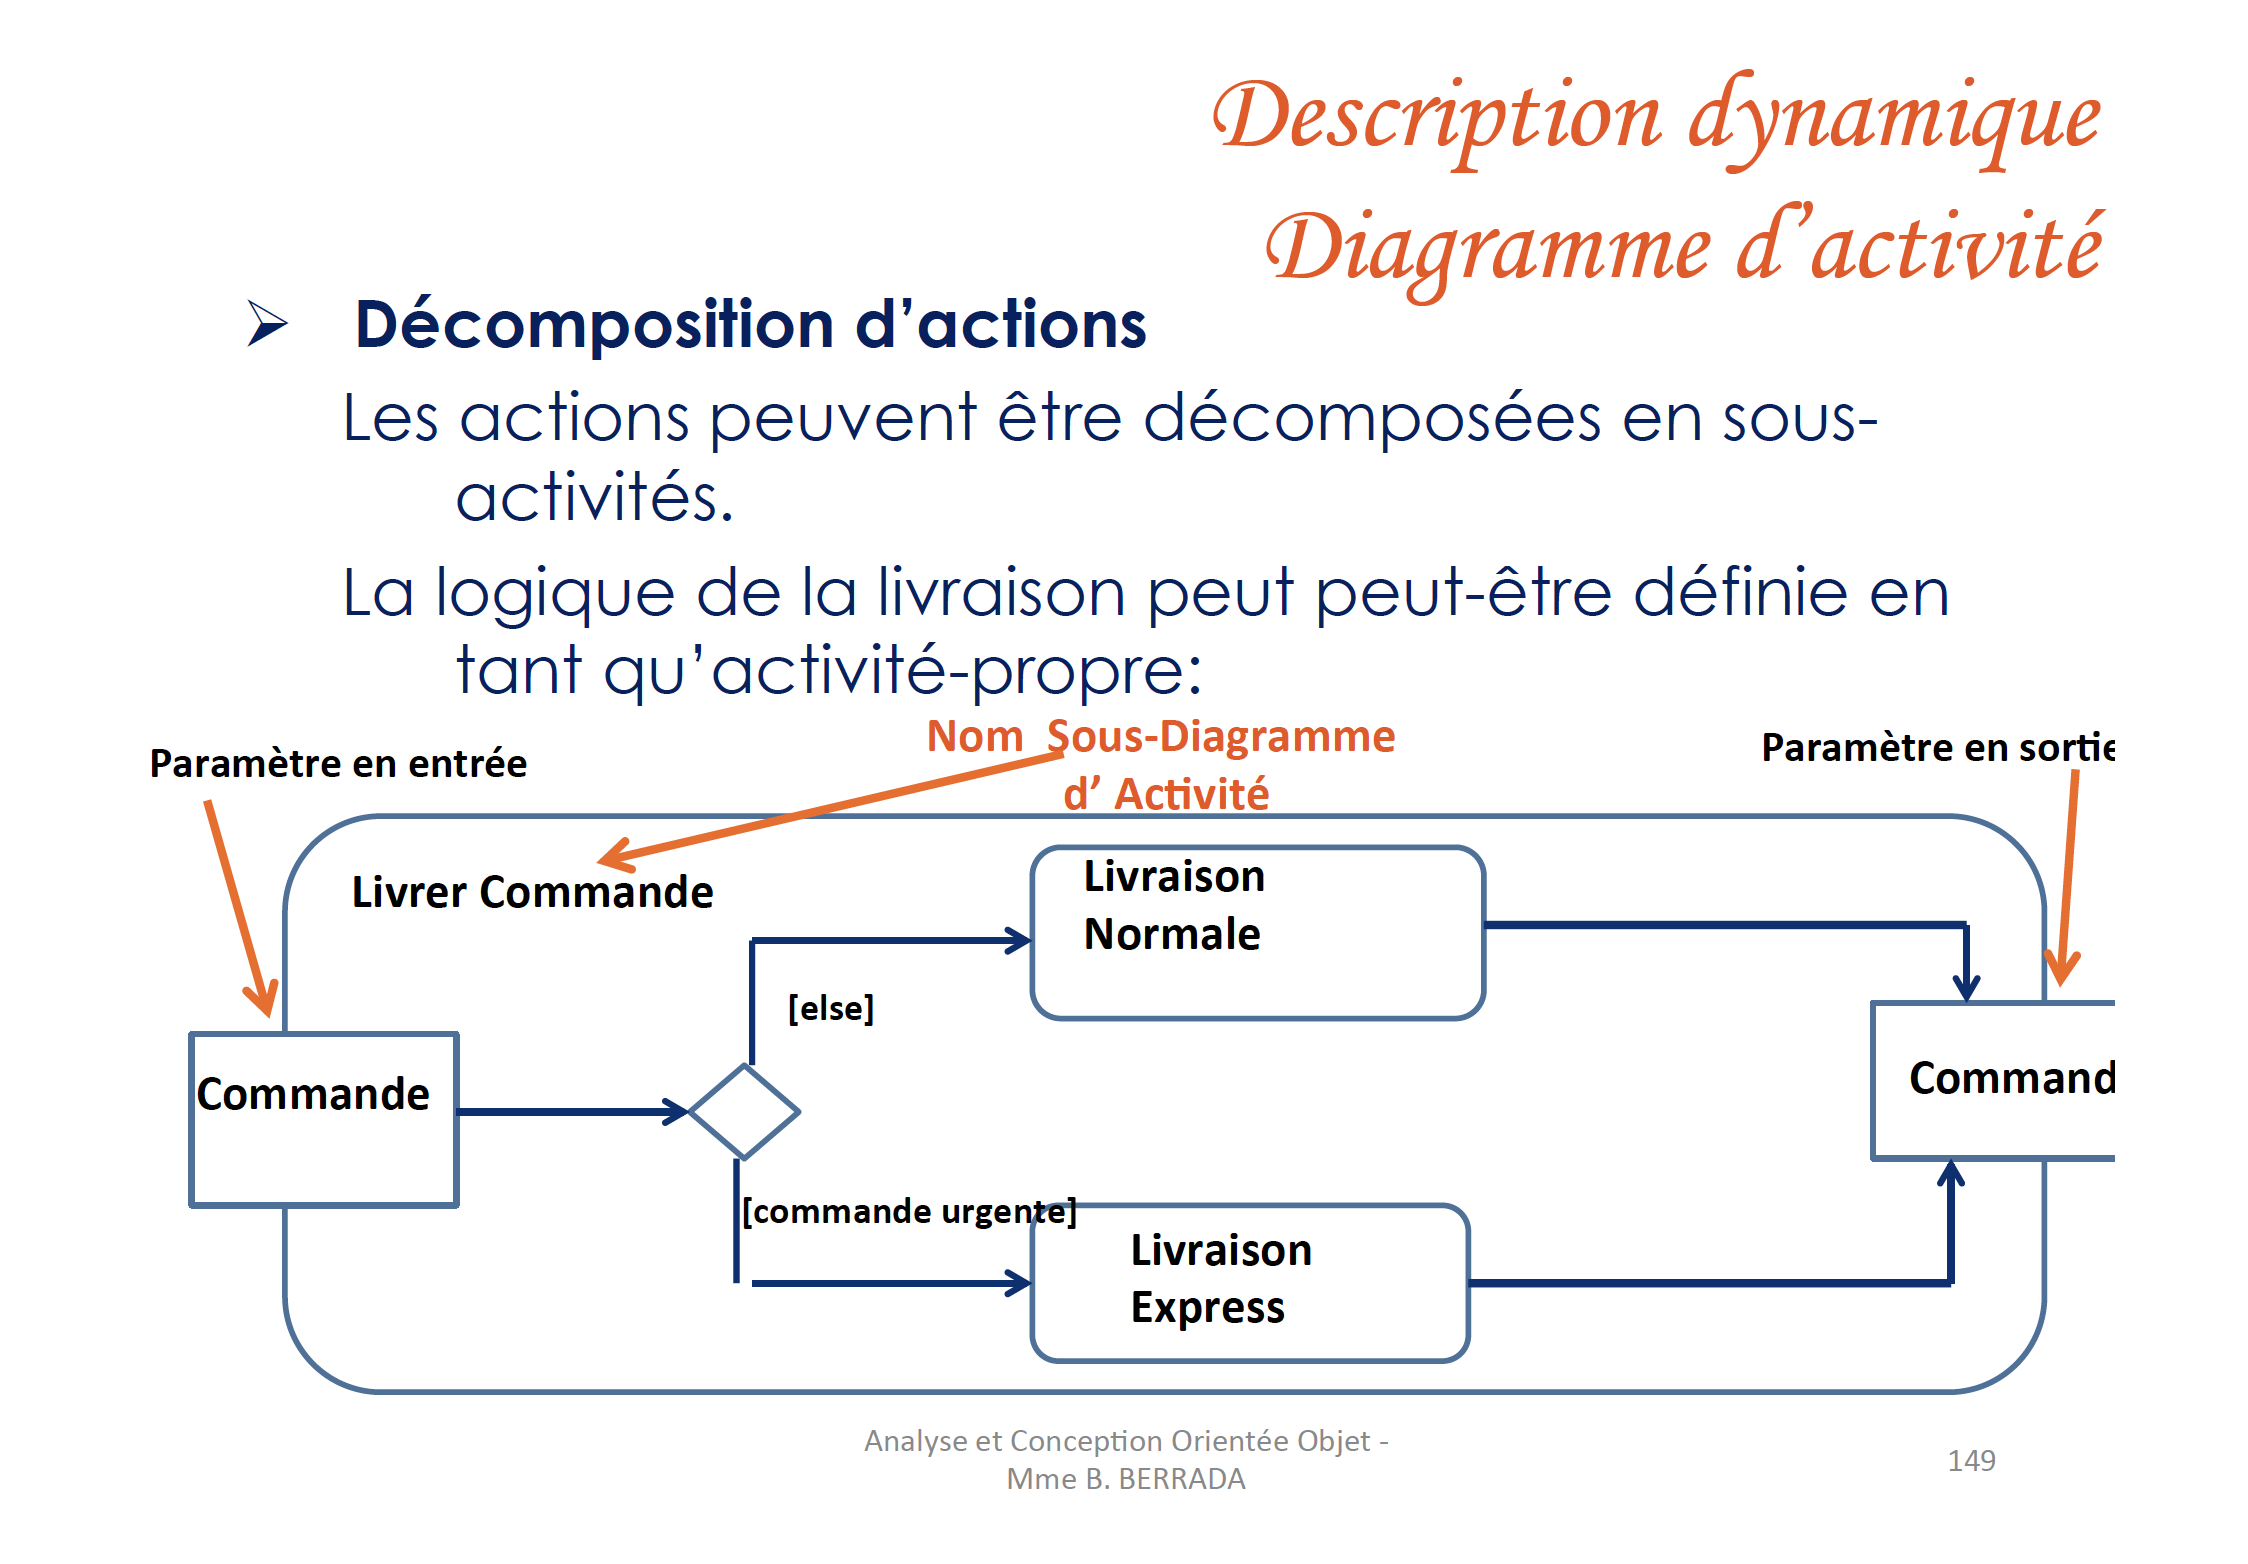 Description dynamique
Diagramme d’activité
Décomposition d’actions
Les actions peuvent être décomposées en sous-
activités.
La logique de la livraison peut peut-être définie en
tant qu’activité-propre:
Nom Sous-Diagramme
d’ Activité
Paramètre en entrée
Paramètre en sortie
Livrer Commande
Livraison
Normale
[else]
Commande
Command
[commande urgente]
Livraison
Express
Analyse et Conception Orientée Objet -
Mme B. BERRADA
149